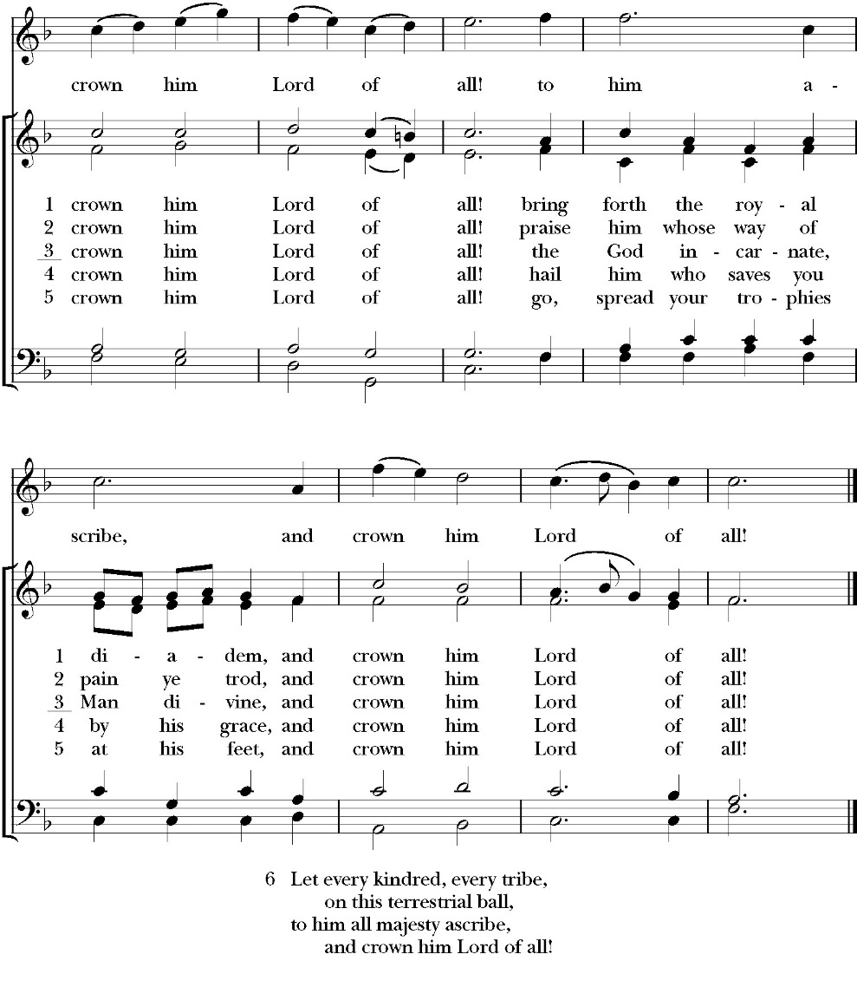 crown him Lord of all! to him a -
1 crown him Lord of all! bring forth the roy - al
2 crown him Lord of all! praise him whose way of
3 crown him Lord of all! the God in - car - nate,
4 crown him Lord of all! hail him who saves you
5 crown him Lord of all! go, spread your tro - phies
scribe, and crown him Lord of all!
1 di - a - dem, and crown him Lord of all!
2 pain ye trod, and crown him Lord of all!
3 Man di - vine, and crown him Lord of all!
4 by his grace, and crown him Lord of all!
5 at his feet, and crown him Lord of all!
6 Let every kindred, every tribe,
on this terrestrial ball,
to him all majesty ascribe,
and crown him Lord of all!